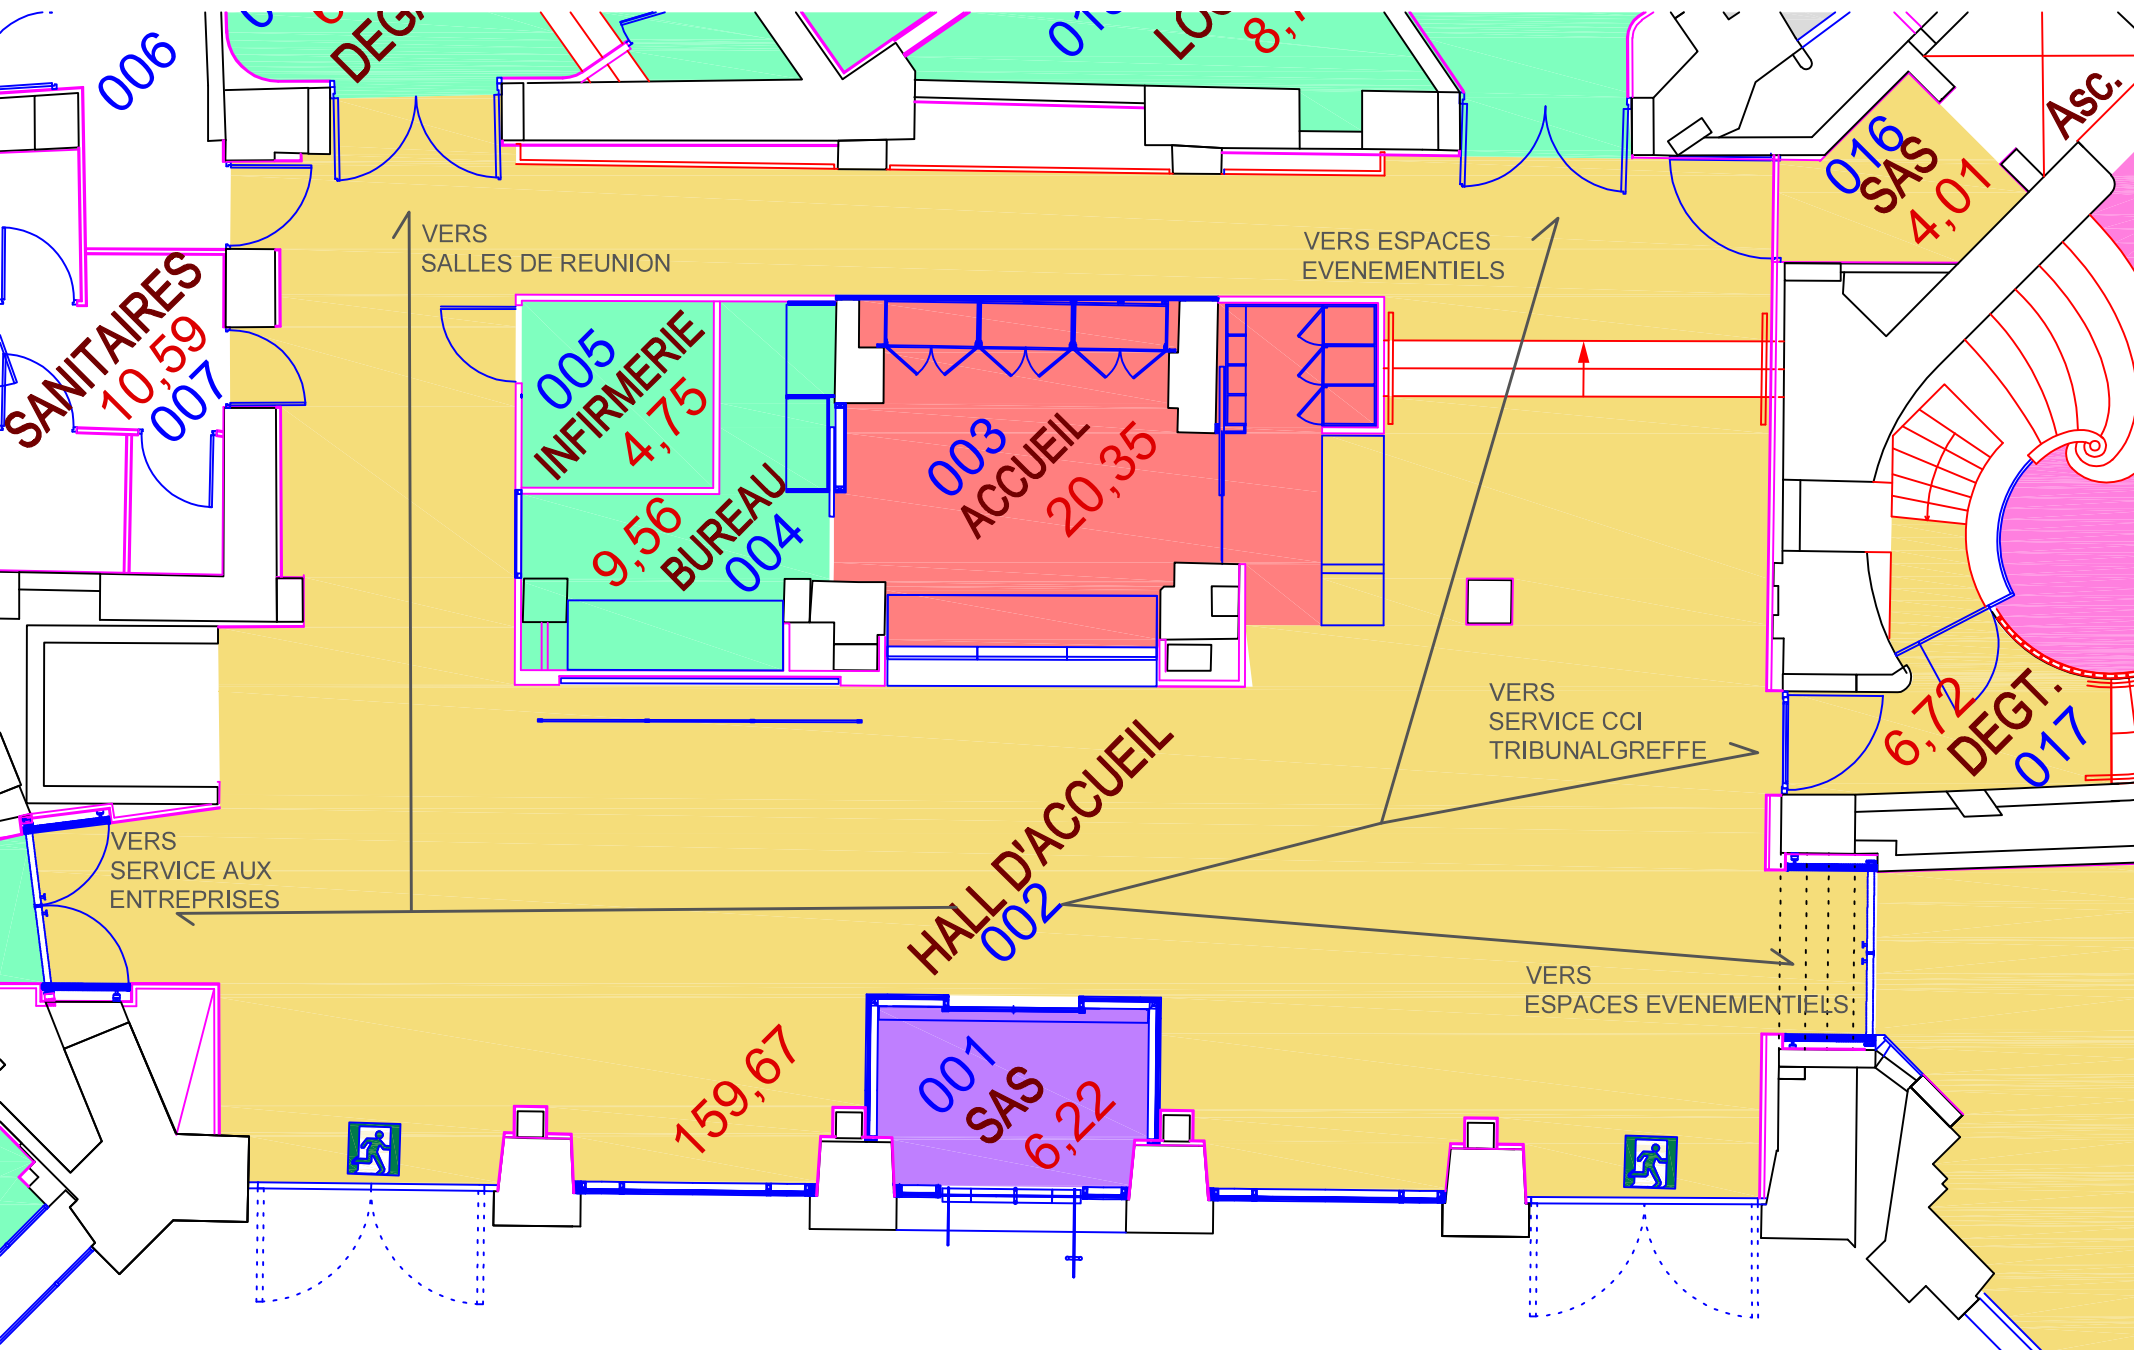 006
Asc.
016
SAS
4,01
VERS
SALLES DE REUNION
VERS ESPACES
EVENEMENTIELS
SANITAIRES
10,59
007
005
INFIRMERIE
4,75
003
ACCUEIL
20,35
9,56
BUREAU
004
VERS
SERVICE CCI
TRIBUNALGREFFE
6,72
DEGT.
017
VERS
SERVICE AUX
ENTREPRISES
HALL D'ACCUEIL
002
VERS
ESPACES EVENEMENTIELS
159,67
001
SAS
6,22